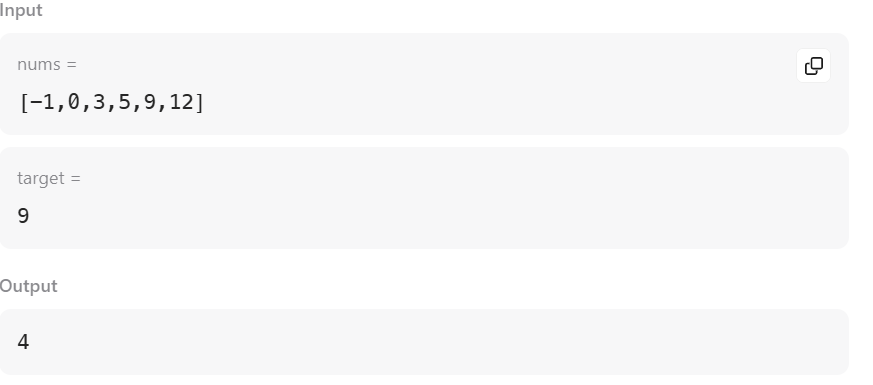 Input
nums =
[−1,0,3,5,9,12]
target =
9
Output
4